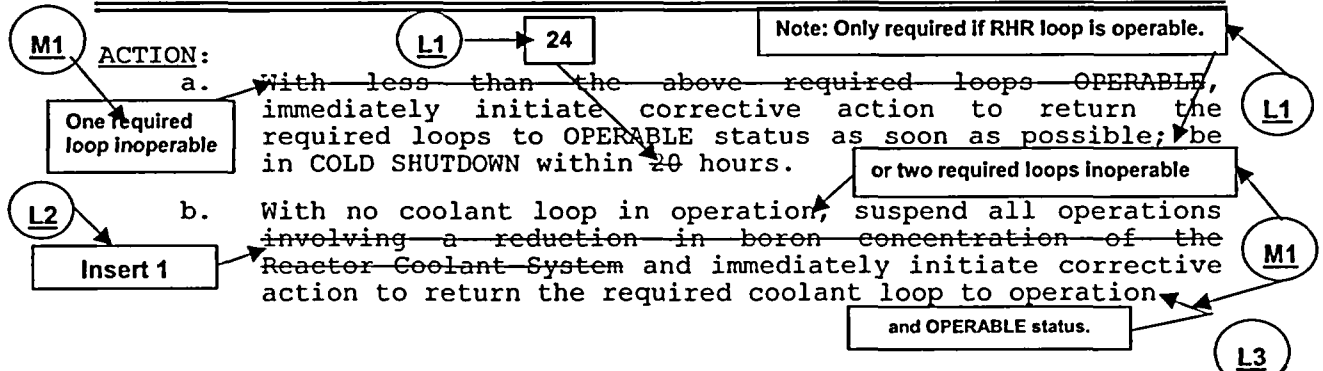 M1
L1
24
Note: Only required if RHR loop is operable.
ACTION:
a. With less than the above required loops OPERABLE,
immediately initiate corrective action to return the
L1
One required
loop inoperable
required loops to OPERABLE status as soon as possible; be
in COLD SHUTDOWN within 20 hours.
or two required loops inoperable
L2
b. With no coolant loop in operation, suspend all operations
involving a reduction in boron concentration of the
M1
Insert 1
Reactor Coolant System and immediately initiate corrective
action to return the required coolant loop to operation
and OPERABLE status.
L3